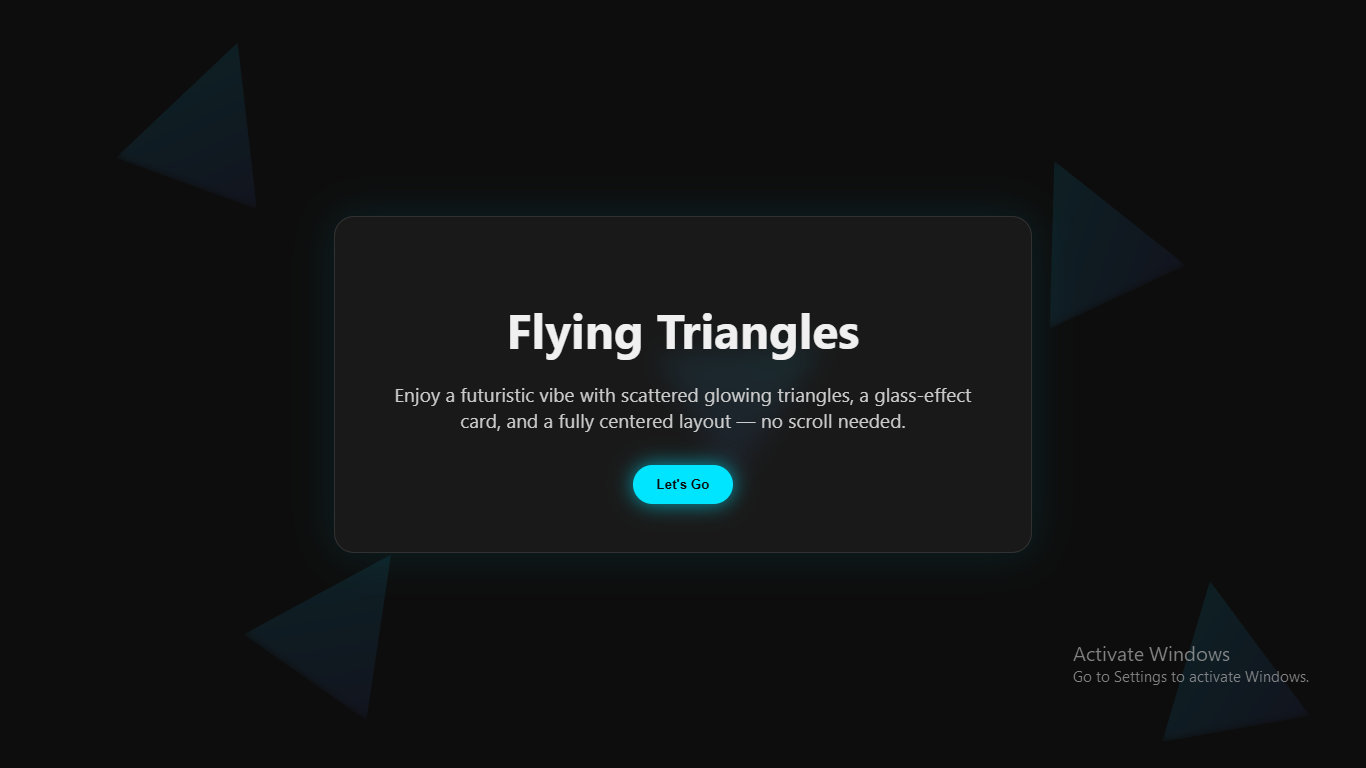 Flying Triangles
Enjoy a futuristic vibe with scattered glowing triangles, a glass-effect
card, and a fully centered layout — no scroll needed.
Let's Go
Activate Windows
Go to Settings to activate Windows.